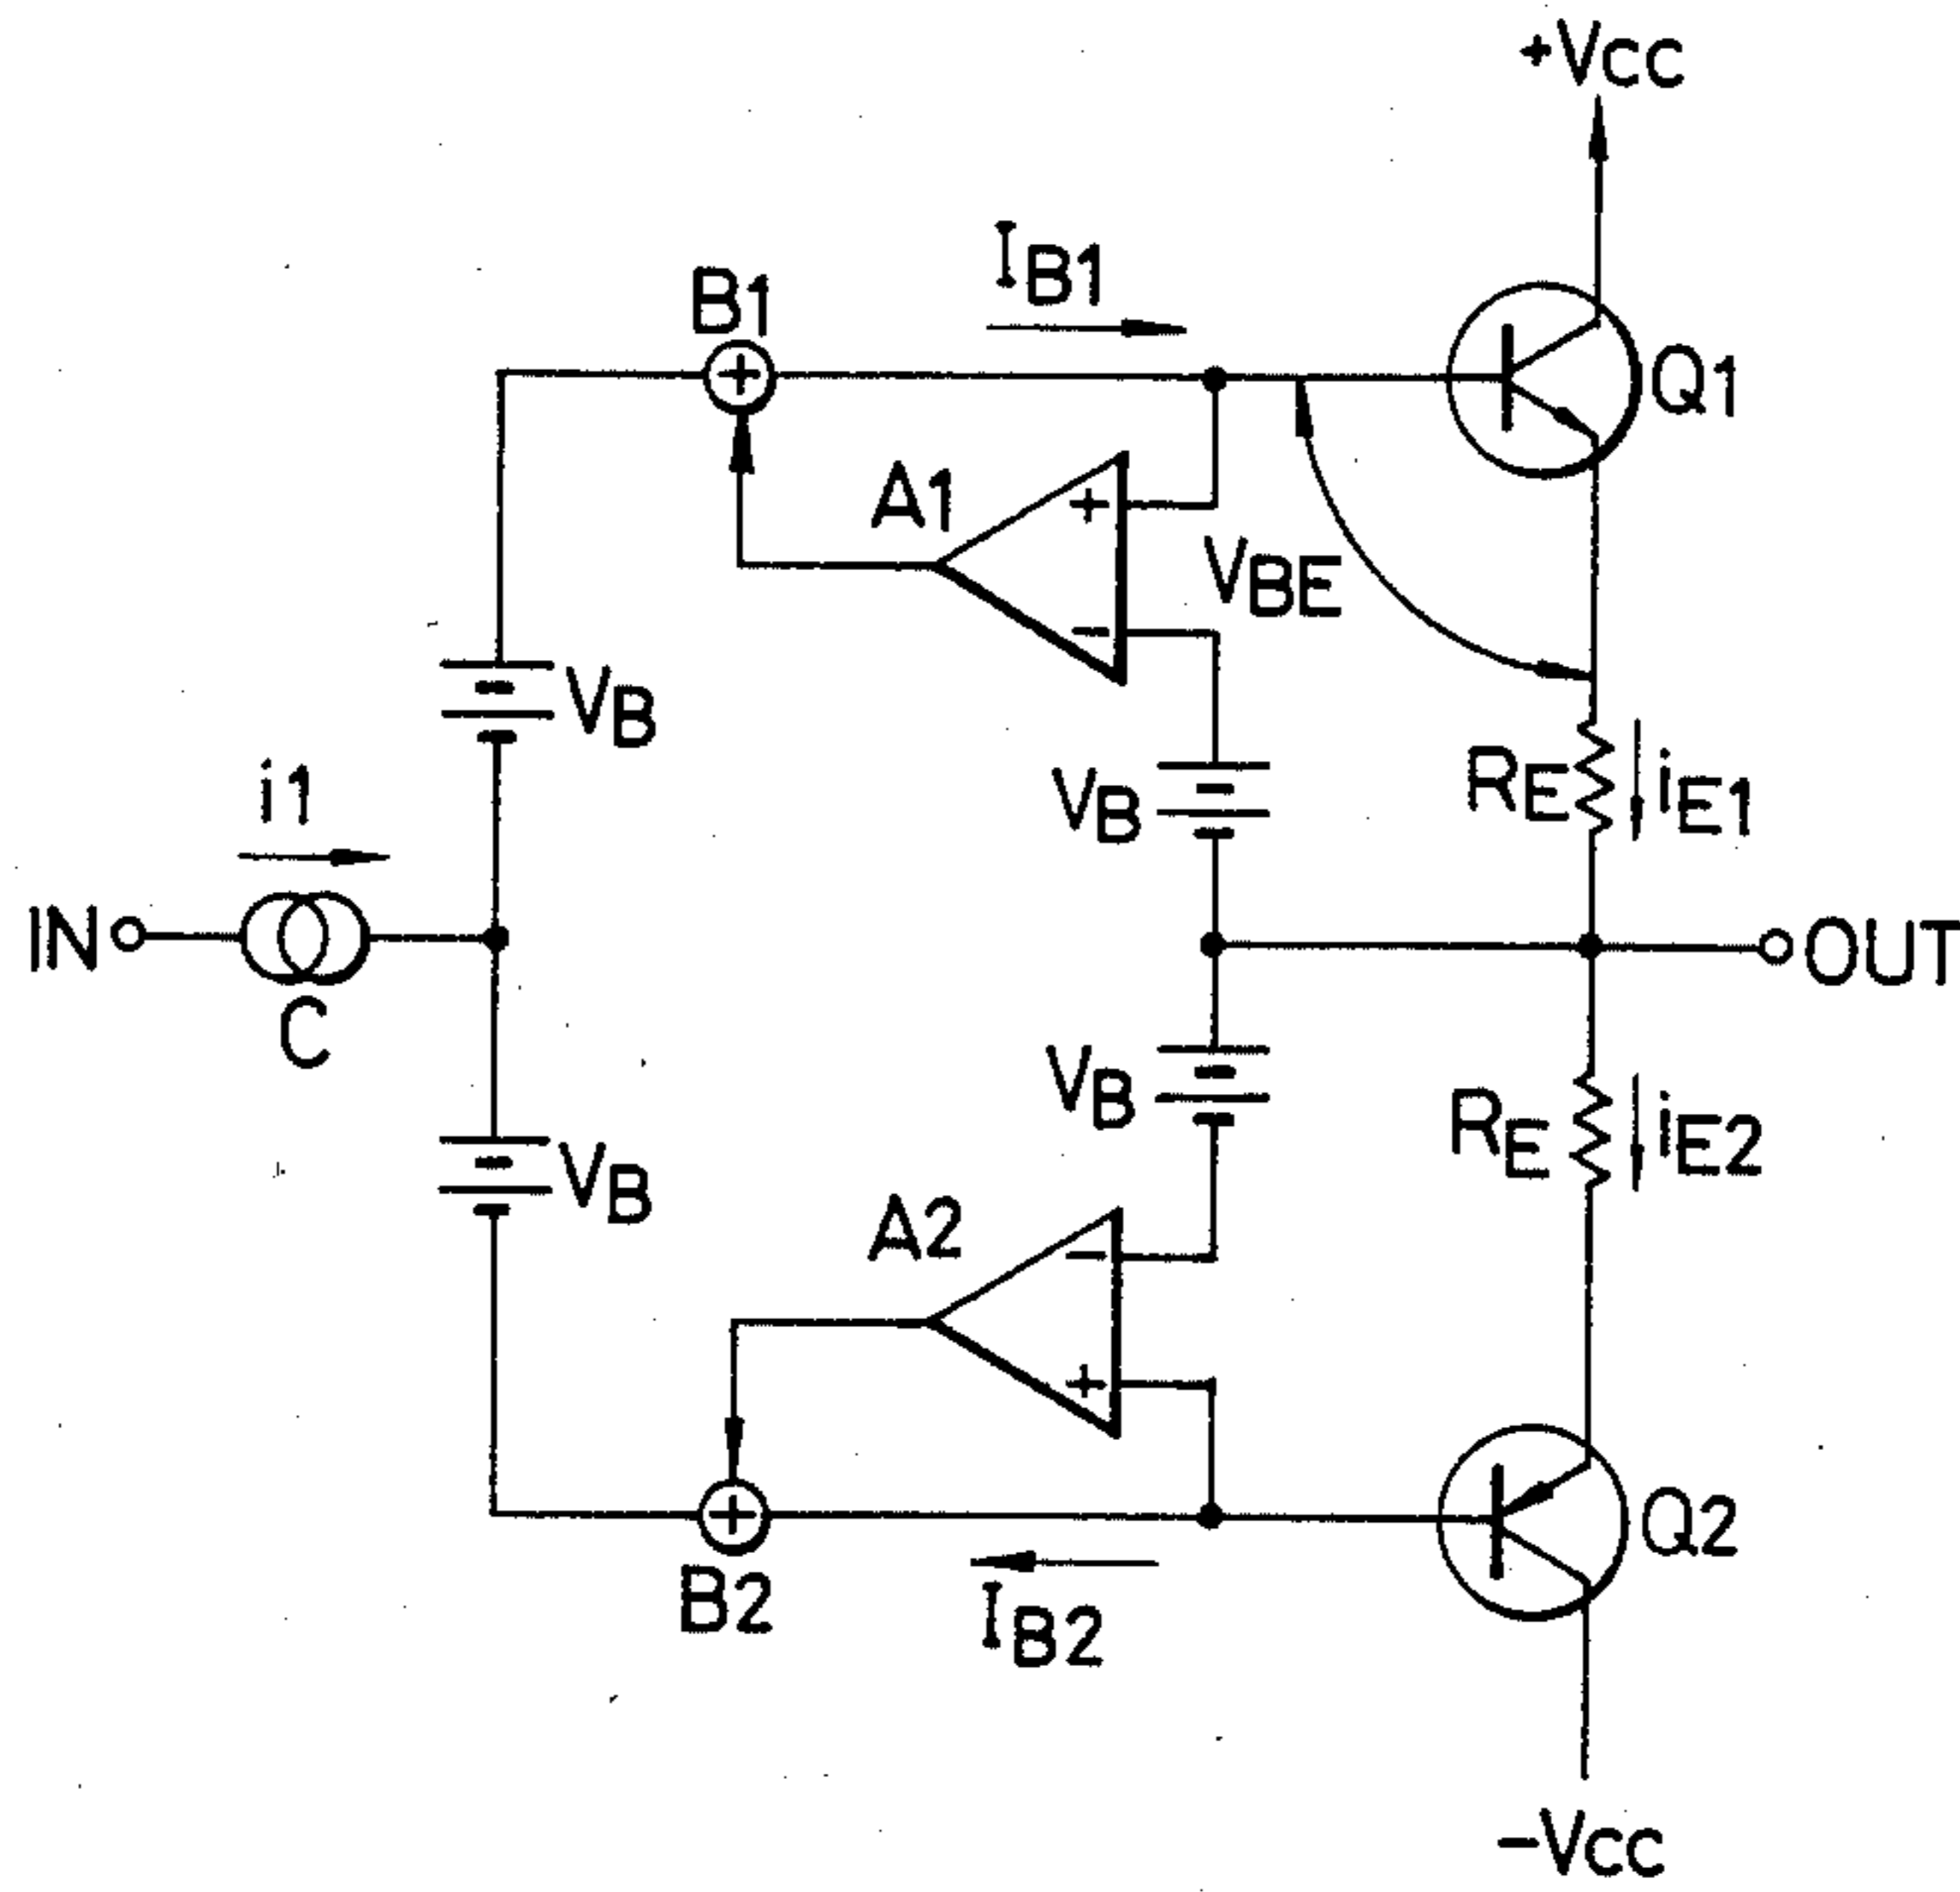 +VCC
IB1
B1
Q1
A1
+
VBE
−
VB
i1
VB
RE
iE1
IN
OUT
C
VB
RE
iE2
VB
A2
−
+
Q2
B2
IB2
−VCC